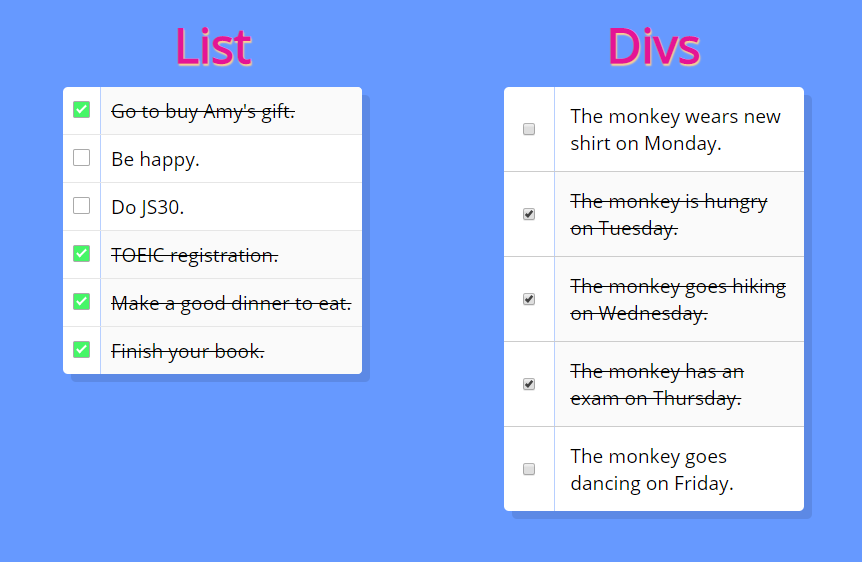 List
Go to buy Amy's gift.
Be happy.
Do JS30.
TOEIC registration.
Make a good dinner to eat.
Finish your book.
Divs
The monkey wears new
shirt on Monday.
The monkey is hungry
on Tuesday.
The monkey goes hiking
on Wednesday.
The monkey has an
exam on Thursday.
The monkey goes
dancing on Friday.